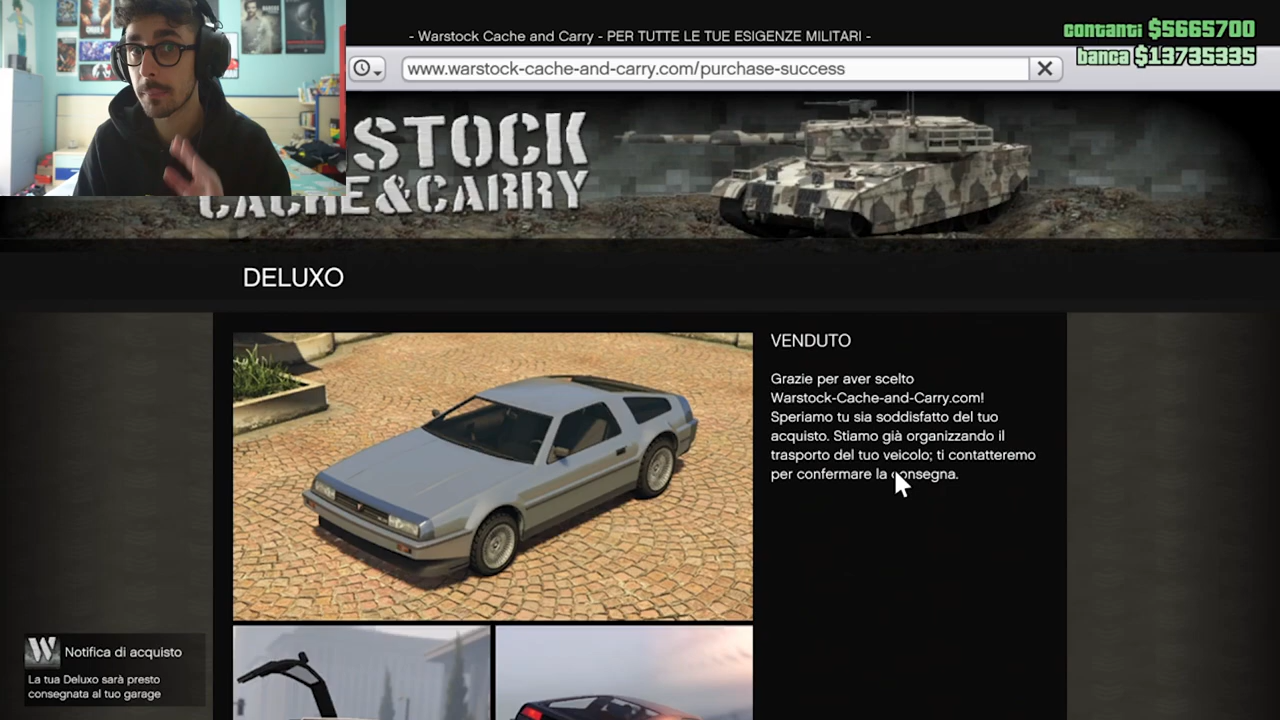 - Warstock Cache and Carry - PER TUTTE LE TUE ESIGENZE MILITARI -
contanti $5665700
banca $13735335
www.warstock-cache-and-carry.com/purchase-success
STOCK
CACHE&CARRY
DELUXO
VENDUTO
Grazie per aver scelto
Warstock-Cache-and-Carry.com!
Speriamo tu sia soddisfatto del tuo
acquisto. Stiamo già organizzando il
trasporto del tuo veicolo; ti contatteremo
per confermare la consegna.
W Notifica di acquisto
La tua Deluxo sarà presto
consegnata al tuo garage